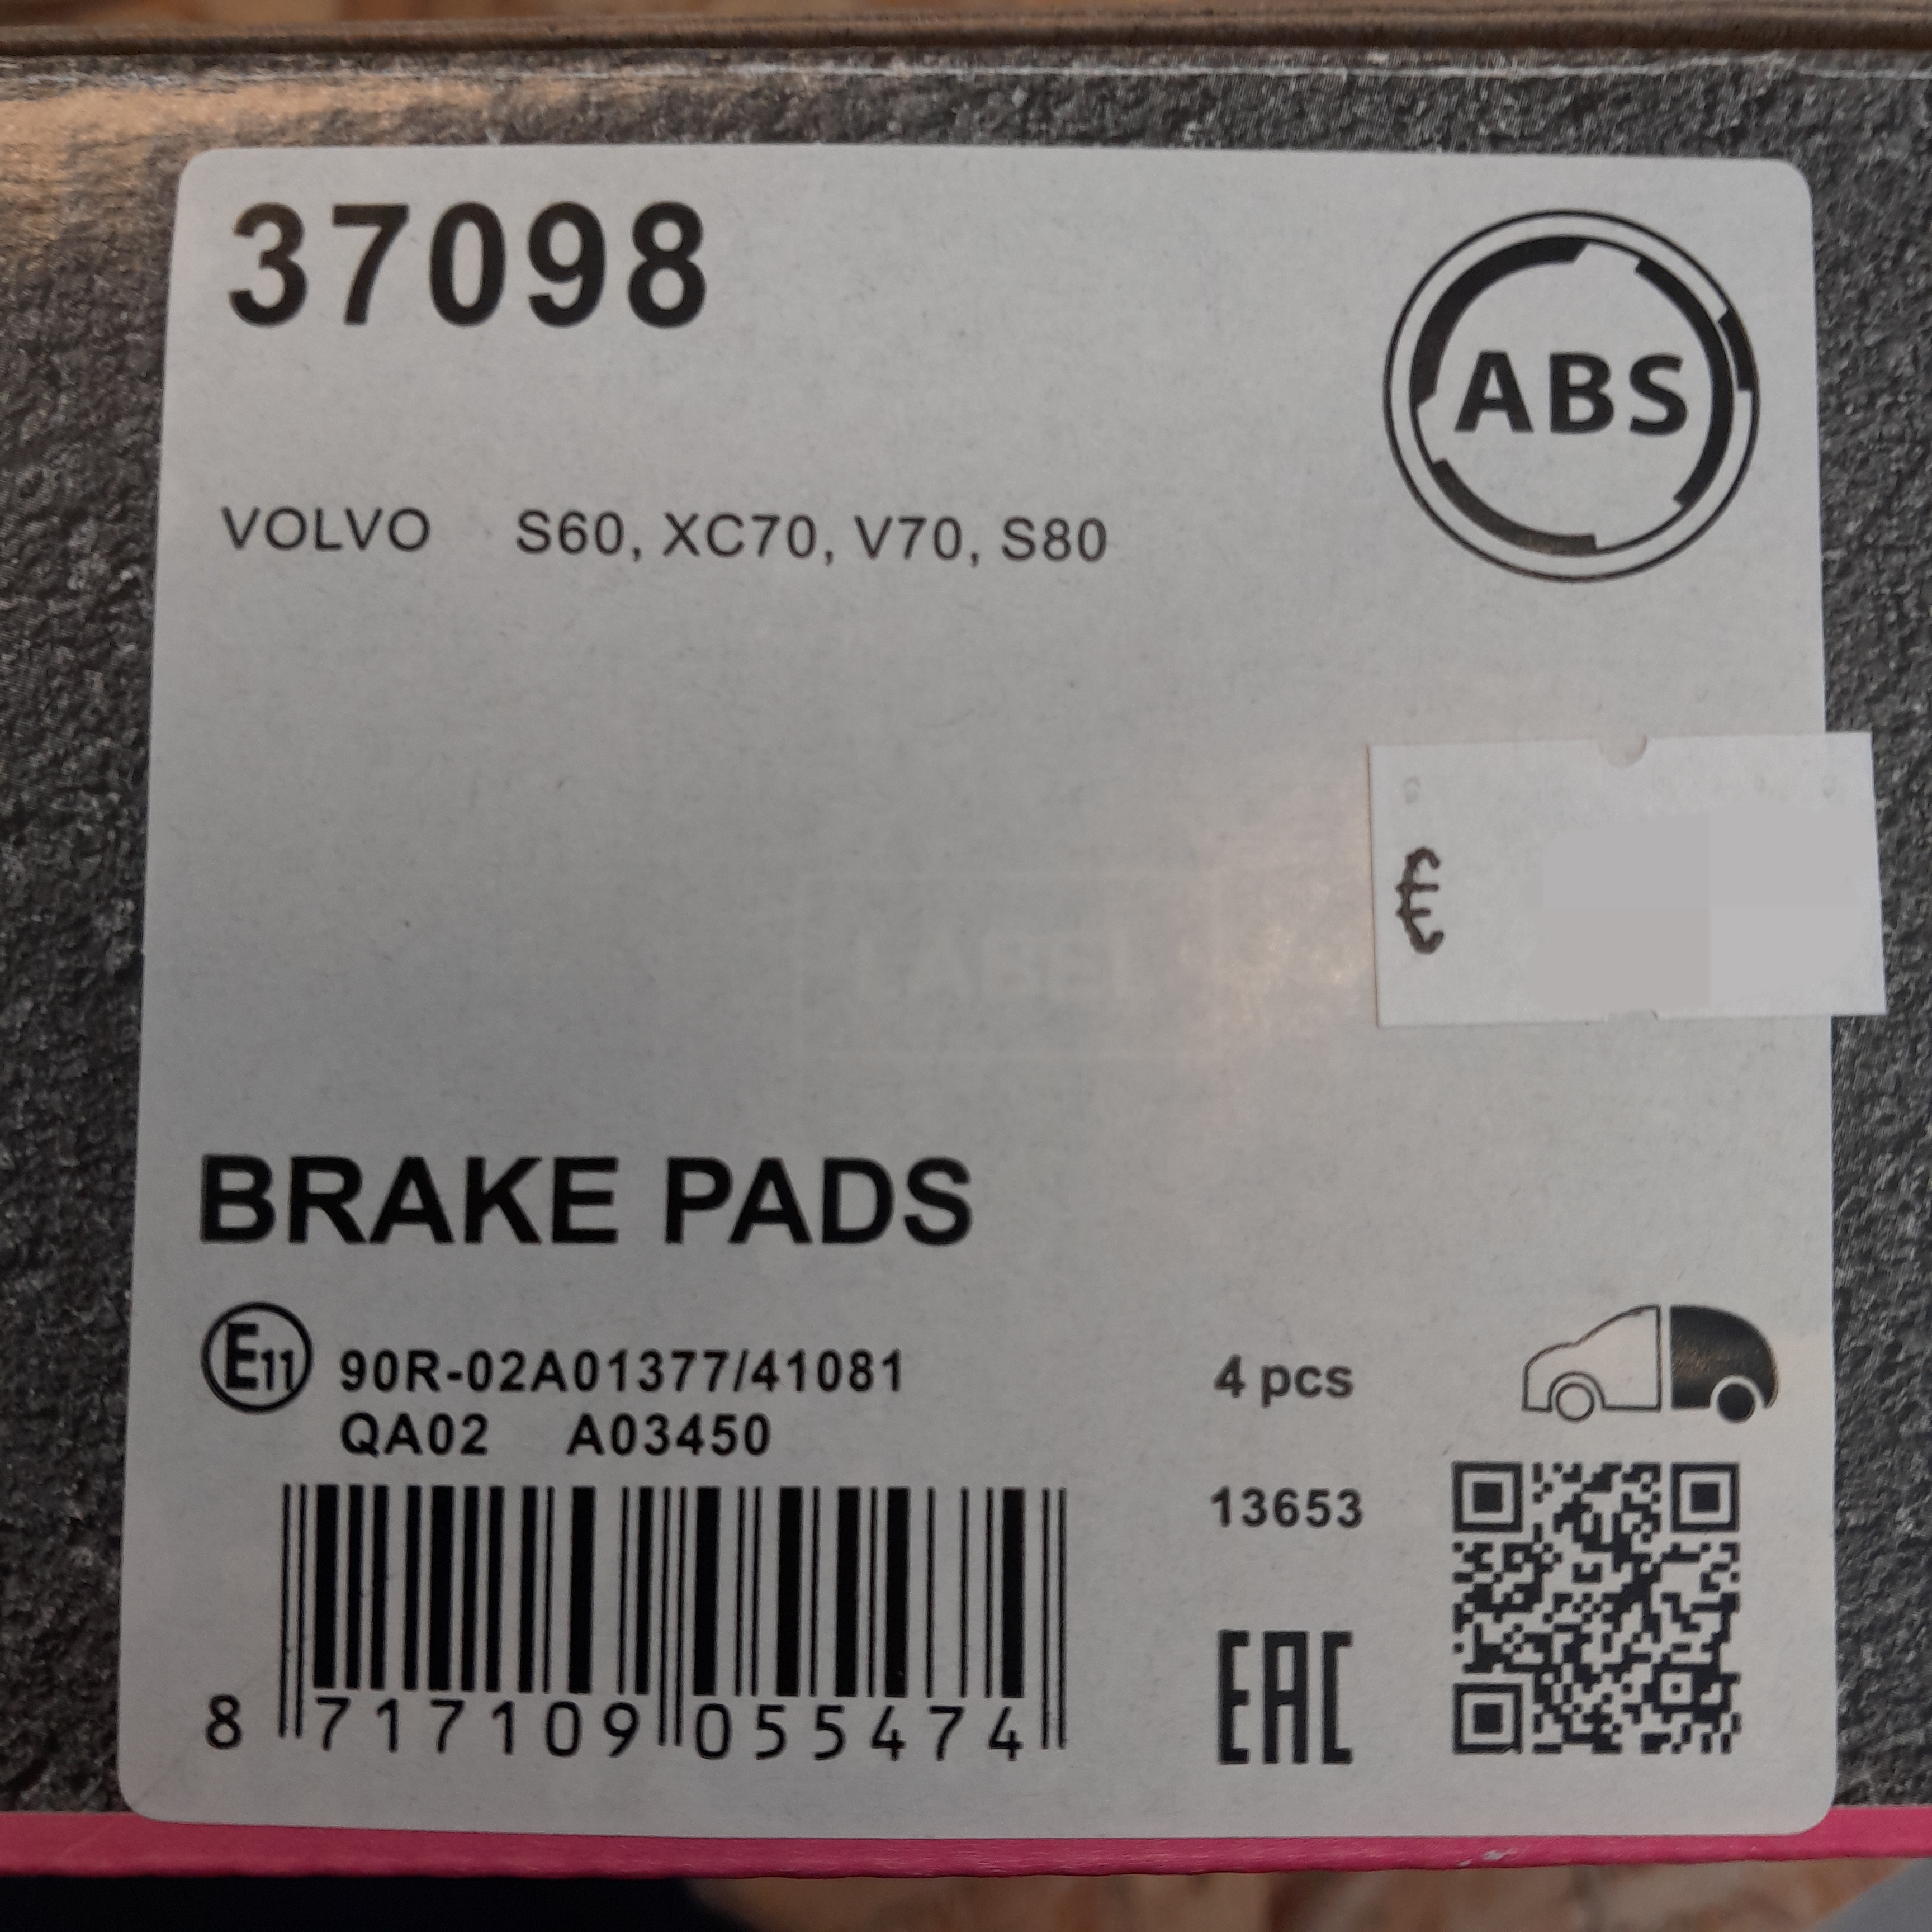 37098
ABS
VOLVO S60, XC70, V70, S80
LABEL
€
BRAKE PADS
E11 90R-02A01377/41081
QA02 A03450
4 pcs
13653
EAC
8 717109 055474